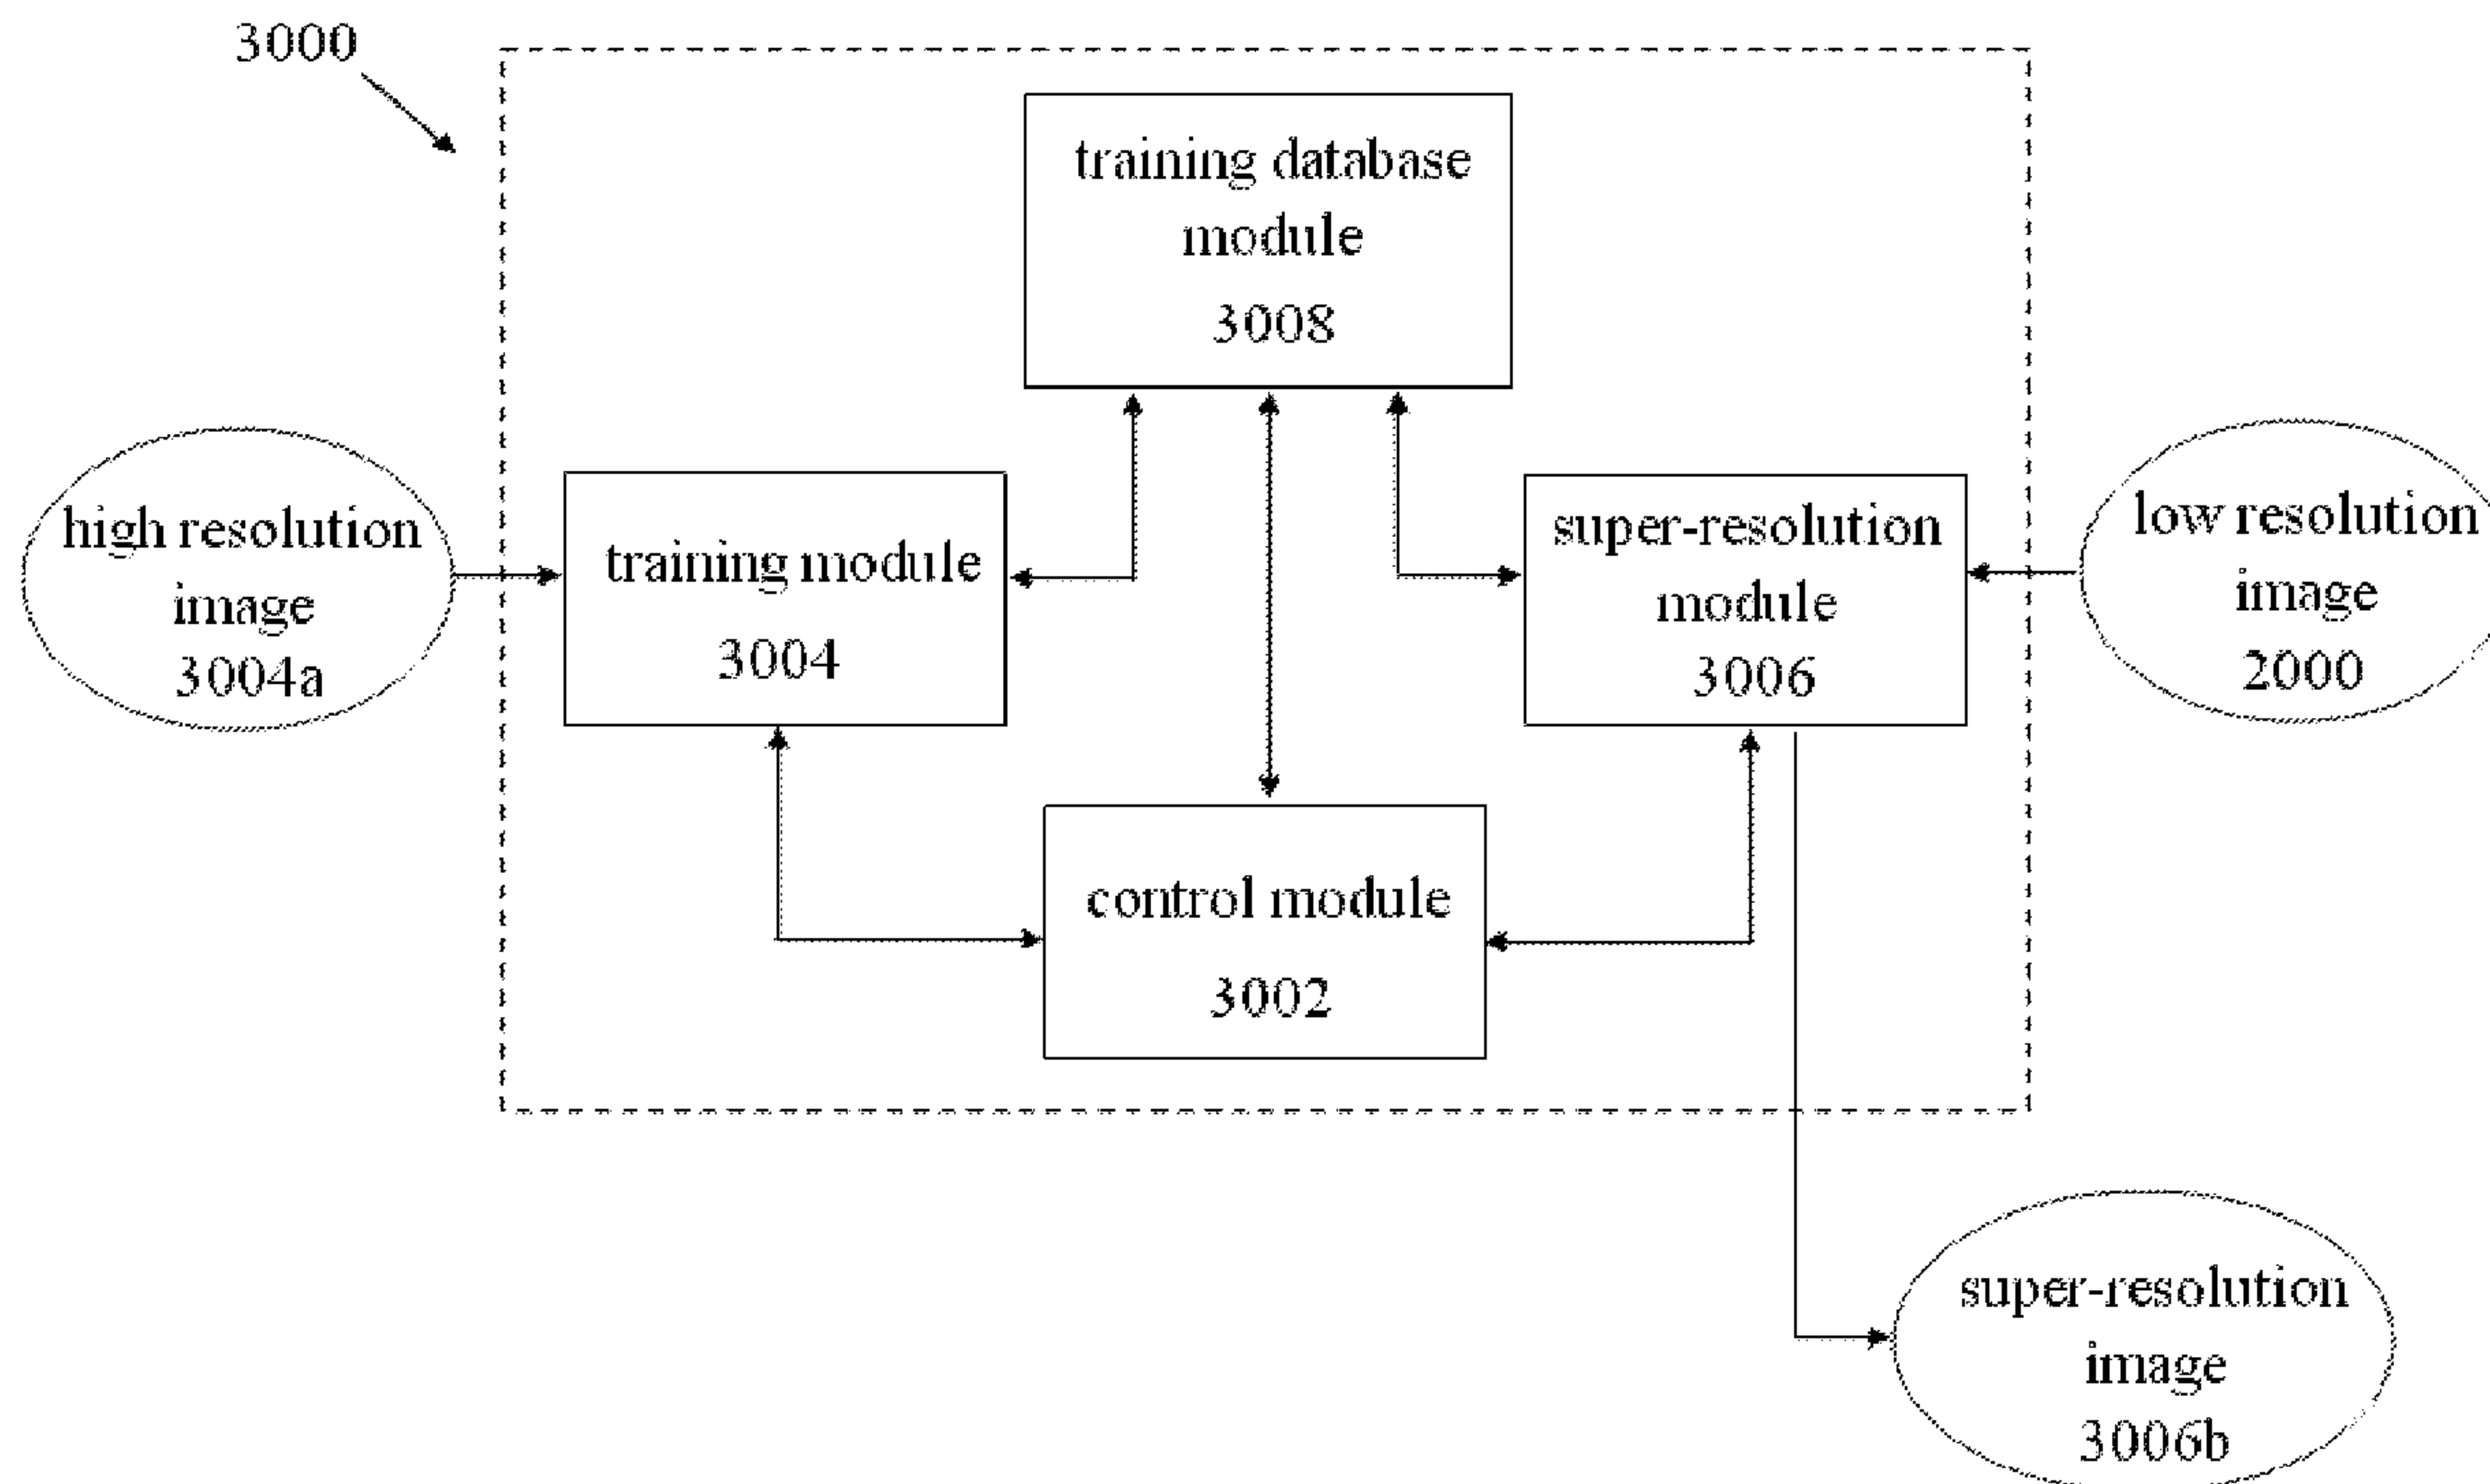 3000
training database
module
3008
high resolution
image
3004a
training module
3004
super-resolution
module
3006
low resolution
image
2000
control module
3002
super-resolution
image
3006b